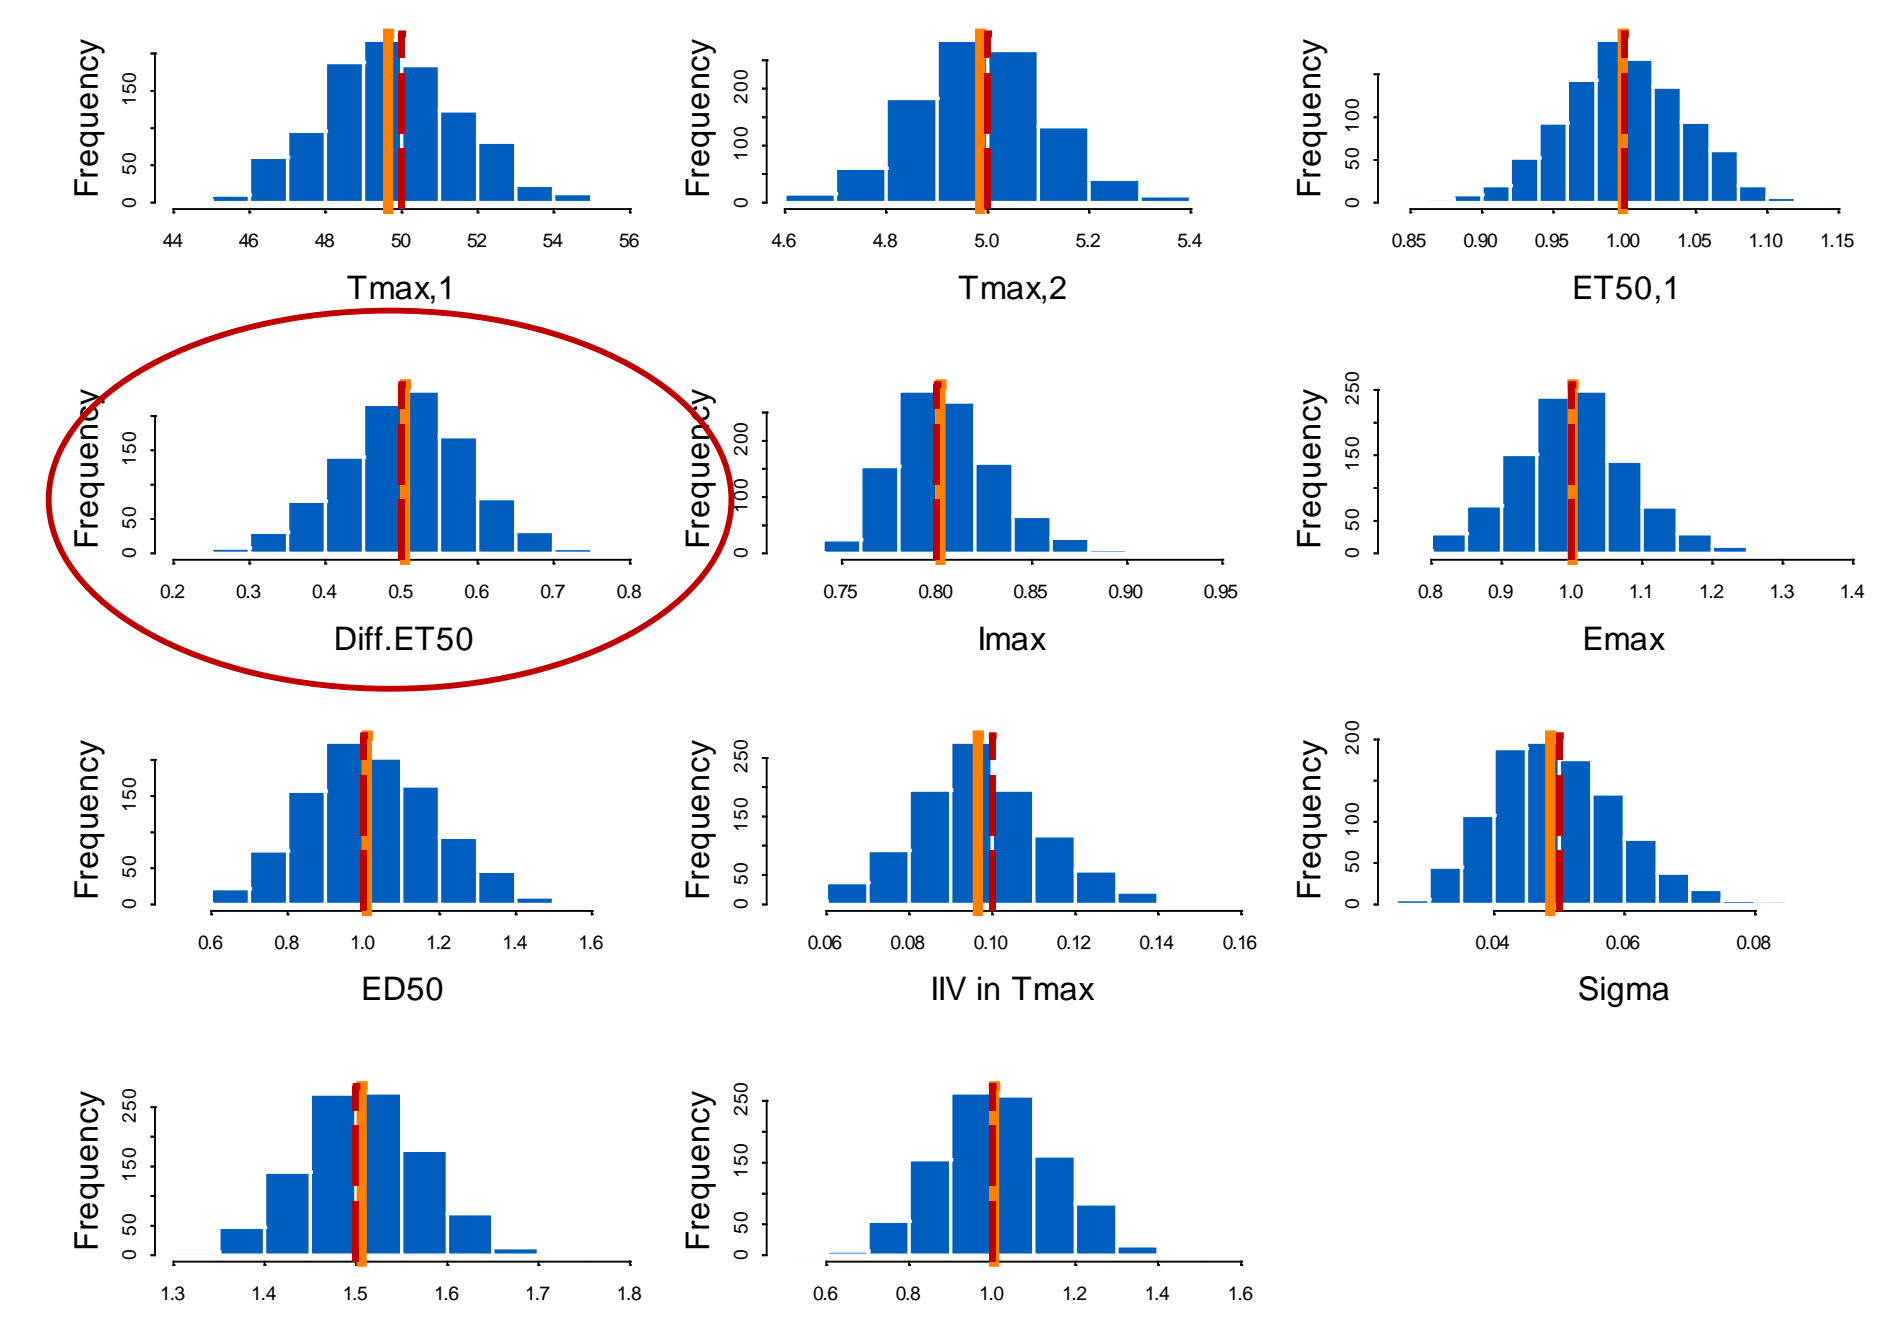 Frequency
0 50 150
44 46 48 50 52 54 56
Tmax,1
Frequency
0 100 200
4.6 4.8 5.0 5.2 5.4
Tmax,2
Frequency
0 50 100
0.85 0.90 0.95 1.00 1.05 1.10 1.15
ET50,1
Frequency
0 50 150
0.2 0.3 0.4 0.5 0.6 0.7 0.8
Diff.ET50
Frequency
0 100 200
0.75 0.80 0.85 0.90 0.95
Imax
Frequency
0 50 150 250
0.8 0.9 1.0 1.1 1.2 1.3 1.4
Emax
Frequency
0 50 150
0.6 0.8 1.0 1.2 1.4 1.6
ED50
Frequency
0 50 150 250
0.06 0.08 0.10 0.12 0.14 0.16
IIV in Tmax
Frequency
0 50 100 200
0.04 0.06 0.08
Sigma
Frequency
0 50 150 250
1.3 1.4 1.5 1.6 1.7 1.8
Frequency
0 50 150 250
0.6 0.8 1.0 1.2 1.4 1.6